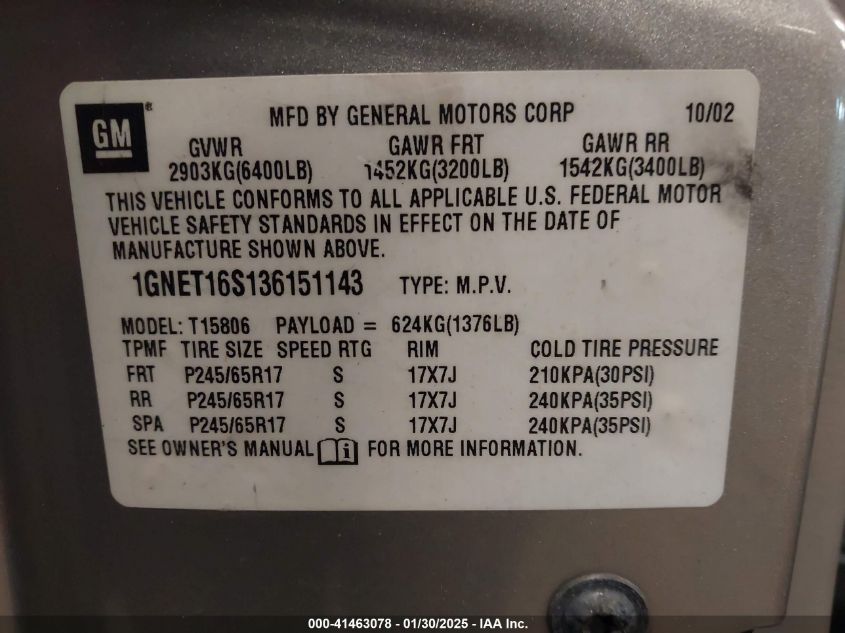 GM ®
MFD BY GENERAL MOTORS CORP 10/02
GVWR GAWR FRT GAWR RR
2903KG(6400LB) 1452KG(3200LB) 1542KG(3400LB)
THIS VEHICLE CONFORMS TO ALL APPLICABLE U.S. FEDERAL MOTOR
VEHICLE SAFETY STANDARDS IN EFFECT ON THE DATE OF
MANUFACTURE SHOWN ABOVE.
1GNET16S136151143 TYPE: M.P.V.
MODEL: T15806 PAYLOAD = 624KG(1376LB)
TPMF TIRE SIZE SPEED RTG RIM COLD TIRE PRESSURE
FRT P245/65R17 S 17X7J 210KPA(30PSI)
RR P245/65R17 S 17X7J 240KPA(35PSI)
SPA P245/65R17 S 17X7J 240KPA(35PSI)
SEE OWNER'S MANUAL i FOR MORE INFORMATION.
000-41463078 - 01/30/2025 - IAA Inc.